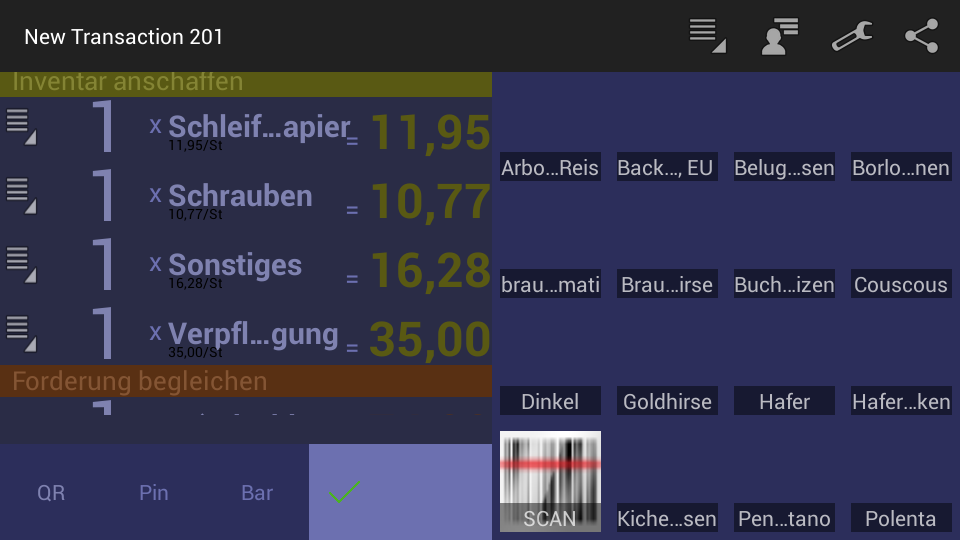 New Transaction 201
Inventar anschaffen
1 x Schleif...apier = 11,95
11,95/St
1 x Schrauben = 10,77
10,77/St
1 x Sonstiges = 16,28
16,28/St
1 x Verpfl...gung = 35,00
35,00/St
Forderung begleichen
QR Pin Bar
Arbo...Reis Back..., EU Belug...sen Borlo...nen
brau...mati Brau...irse Buch...izen Couscous
Dinkel Goldhirse Hafer Hafer...ken
SCAN Kiche...sen Pen...tano Polenta